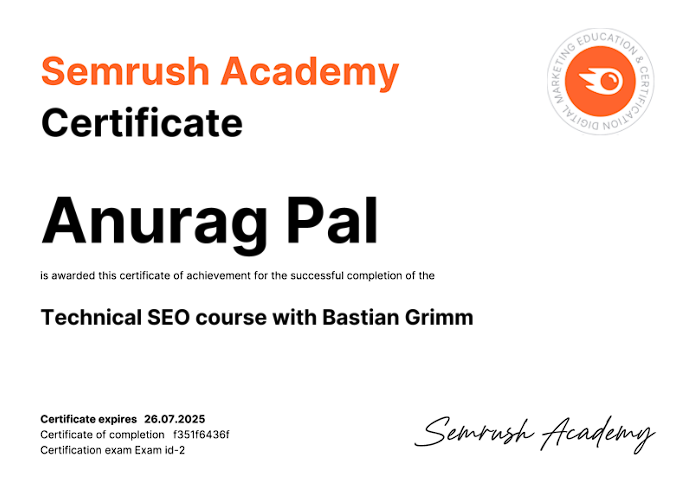 Semrush Academy
Certificate
DIGITAL MARKETING EDUCATION & CERTIFICATION
Anurag Pal
is awarded this certificate of achievement for the successful completion of the
Technical SEO course with Bastian Grimm
Certificate expires 26.07.2025
Certificate of completion f351f6436f
Certification exam Exam id-2
Semrush Academy